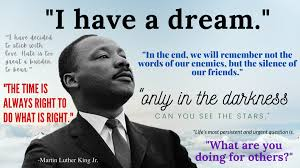 "I have a dream."
"I have decided
to stick with
love. Hate is too
great a burden
to bear."
"In the end, we will remember not the
words of our enemies, but the silence of
our friends."
"THE TIME IS
ALWAYS RIGHT TO
DO WHAT IS RIGHT."
"only in the darkness
CAN YOU SEE THE STARS."
"Life's most persistent and urgent question is,
"What are you
doing for others?"
-Martin Luther King Jr.